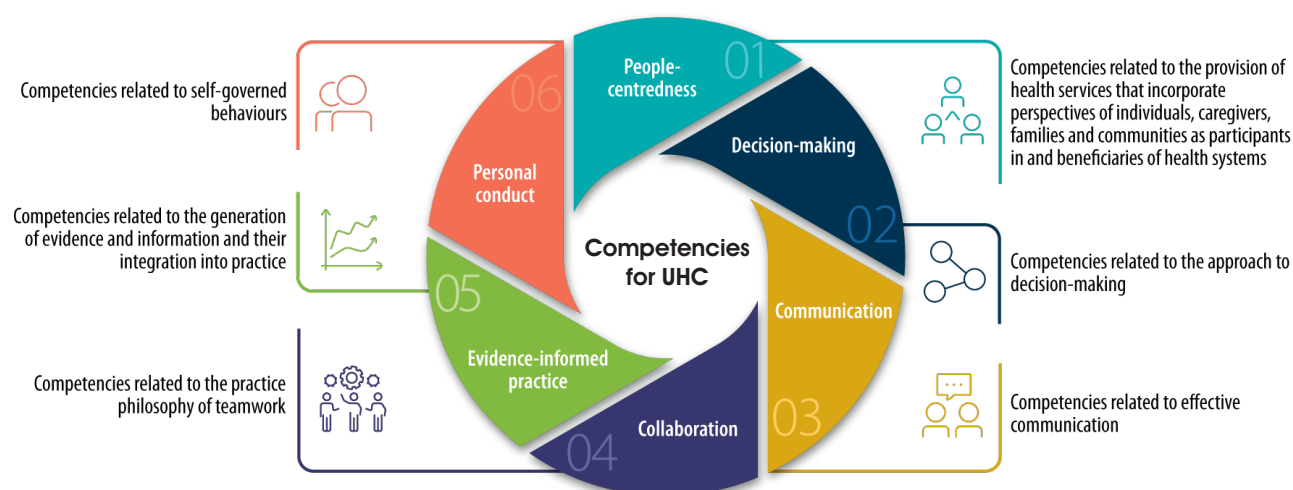 01
People-
centredness
Competencies related to the provision of
health services that incorporate
perspectives of individuals, caregivers,
families and communities as participants
in and beneficiaries of health systems
Decision-making
02
Competencies related to the approach to
decision-making
Communication
03
Competencies related to effective
communication
Collaboration
04
Competencies related to the practice
philosophy of teamwork
05
Evidence-informed
practice
Competencies related to the generation
of evidence and information and their
integration into practice
06
Personal
conduct
Competencies related to self-governed
behaviours
Competencies
for UHC